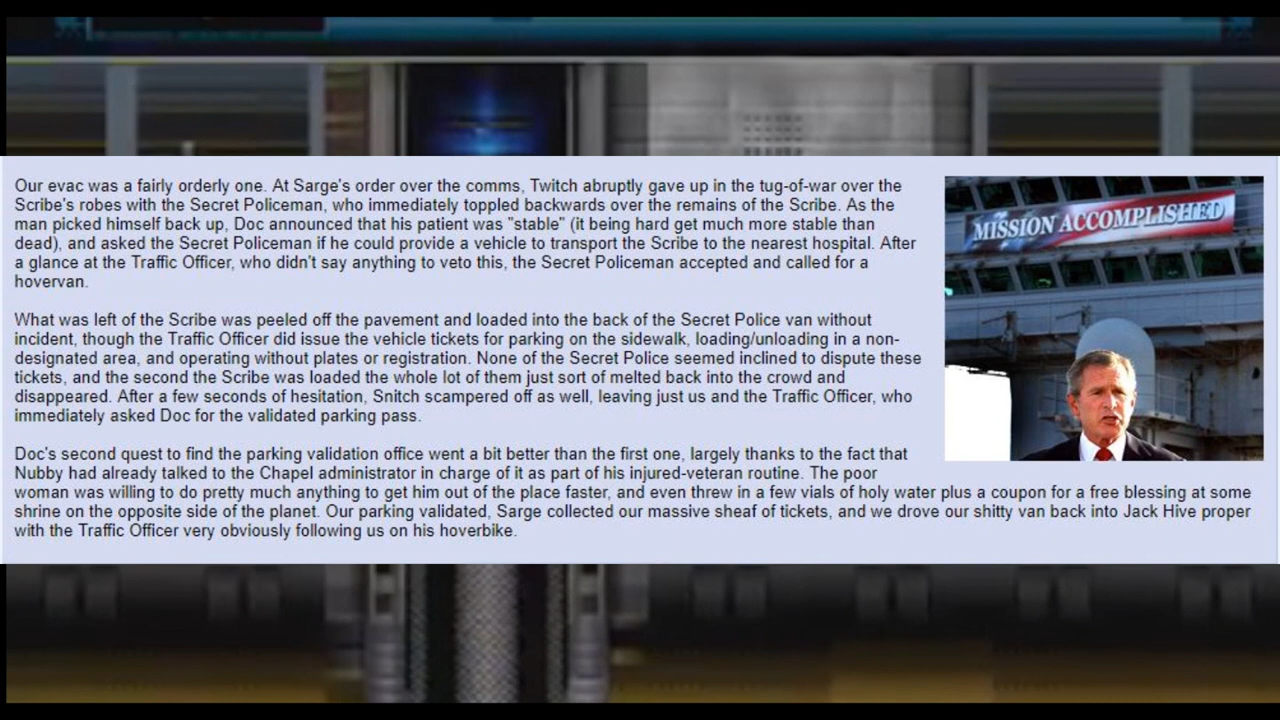 Our evac was a fairly orderly one. At Sarge's order over the comms, Twitch abruptly gave up in the tug-of-war over the
Scribe's robes with the Secret Policeman, who immediately toppled backwards over the remains of the Scribe. As the
man picked himself back up, Doc announced that his patient was "stable" (it being hard get much more stable than
dead), and asked the Secret Policeman if he could provide a vehicle to transport the Scribe to the nearest hospital. After
a glance at the Traffic Officer, who didn't say anything to veto this, the Secret Policeman accepted and called for a
hovervan.
What was left of the Scribe was peeled off the pavement and loaded into the back of the Secret Police van without
incident, though the Traffic Officer did issue the vehicle tickets for parking on the sidewalk, loading/unloading in a non-
designated area, and operating without plates or registration. None of the Secret Police seemed inclined to dispute these
tickets, and the second the Scribe was loaded the whole lot of them just sort of melted back into the crowd and
disappeared. After a few seconds of hesitation, Snitch scampered off as well, leaving just us and the Traffic Officer, who
immediately asked Doc for the validated parking pass.
Doc's second quest to find the parking validation office went a bit better than the first one, largely thanks to the fact that
Nubby had already talked to the Chapel administrator in charge of it as part of his injured-veteran routine. The poor
woman was willing to do pretty much anything to get him out of the place faster, and even threw in a few vials of holy water plus a coupon for a free blessing at some
shrine on the opposite side of the planet. Our parking validated, Sarge collected our massive sheaf of tickets, and we drove our shitty van back into Jack Hive proper
with the Traffic Officer very obviously following us on his hoverbike.
MISSION ACCOMPLISHED